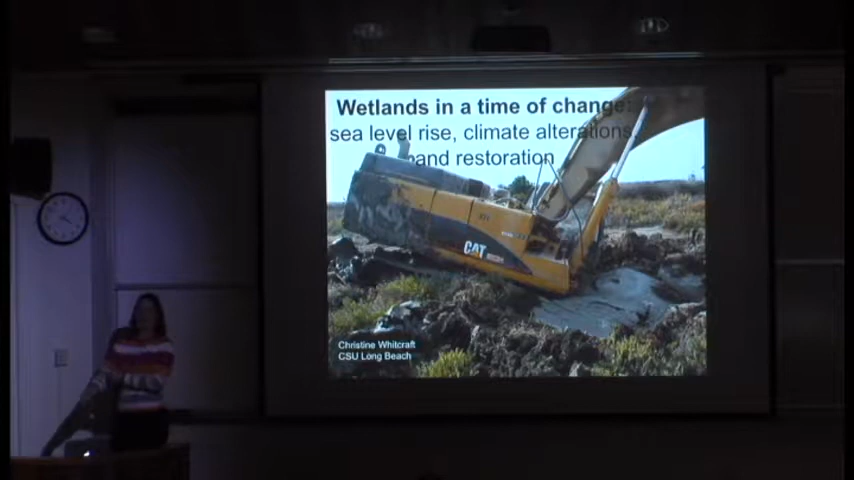 Wetlands in a time of change:
sea level rise, climate alterations,
and restoration
CAT
Christine Whitcraft
CSU Long Beach